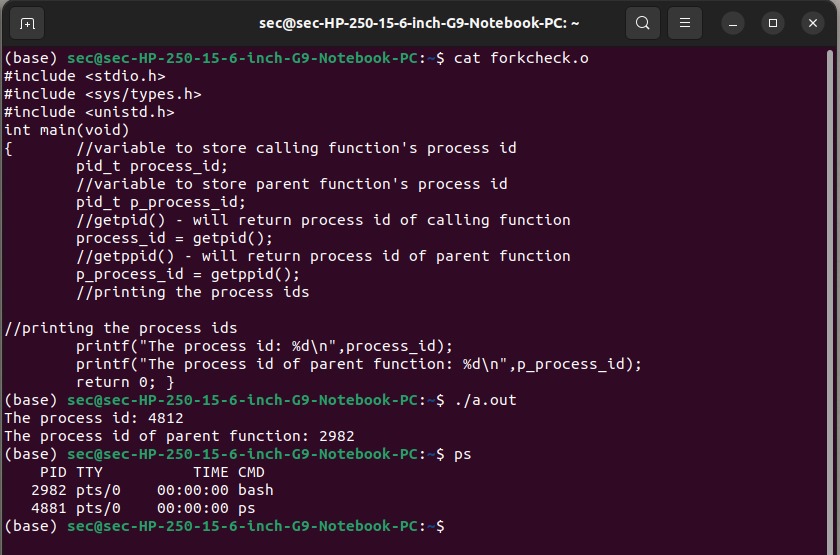 sec@sec-HP-250-15-6-inch-G9-Notebook-PC: ~
(base) sec@sec-HP-250-15-6-inch-G9-Notebook-PC:~$ cat forkcheck.o
#include <stdio.h>
#include <sys/types.h>
#include <unistd.h>
int main(void)
{       //variable to store calling function's process id
        pid_t process_id;
        //variable to store parent function's process id
        pid_t p_process_id;
        //getpid() - will return process id of calling function
        process_id = getpid();
        //getppid() - will return process id of parent function
        p_process_id = getppid();
        //printing the process ids

//printing the process ids
        printf("The process id: %d\n",process_id);
        printf("The process id of parent function: %d\n",p_process_id);
        return 0; }
(base) sec@sec-HP-250-15-6-inch-G9-Notebook-PC:~$ ./a.out
The process id: 4812
The process id of parent function: 2982
(base) sec@sec-HP-250-15-6-inch-G9-Notebook-PC:~$ ps
    PID TTY          TIME CMD
   2982 pts/0    00:00:00 bash
   4881 pts/0    00:00:00 ps
(base) sec@sec-HP-250-15-6-inch-G9-Notebook-PC:~$